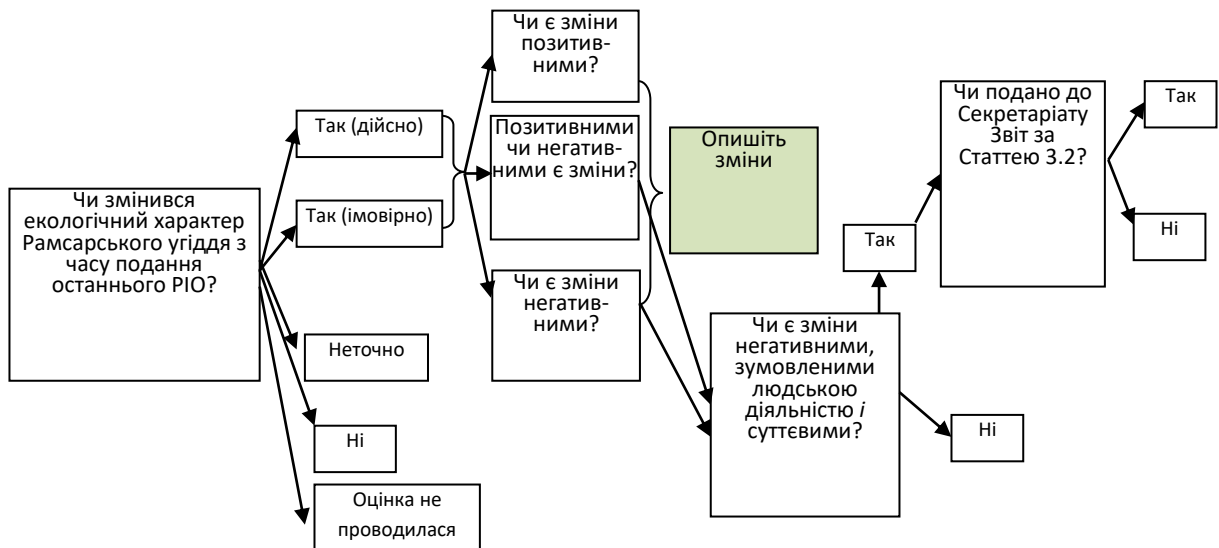 Чи змінився
екологічний характер
Рамсарського угіддя з
часу подання
останнього РІО?
Так (дійсно)
Так (імовірно)
Неточно
Ні
Оцінка не
проводилася
Чи є зміни
позитив-
ними?
Позитивними
чи негатив-
ними є зміни?
Чи є зміни
негатив-
ними?
Опишіть
зміни
Чи є зміни
негативними,
зумовленими
людською
діяльністю і
суттєвими?
Так
Ні
Чи подано до
Секретаріату
Звіт за
Статтею 3.2?
Так
Ні